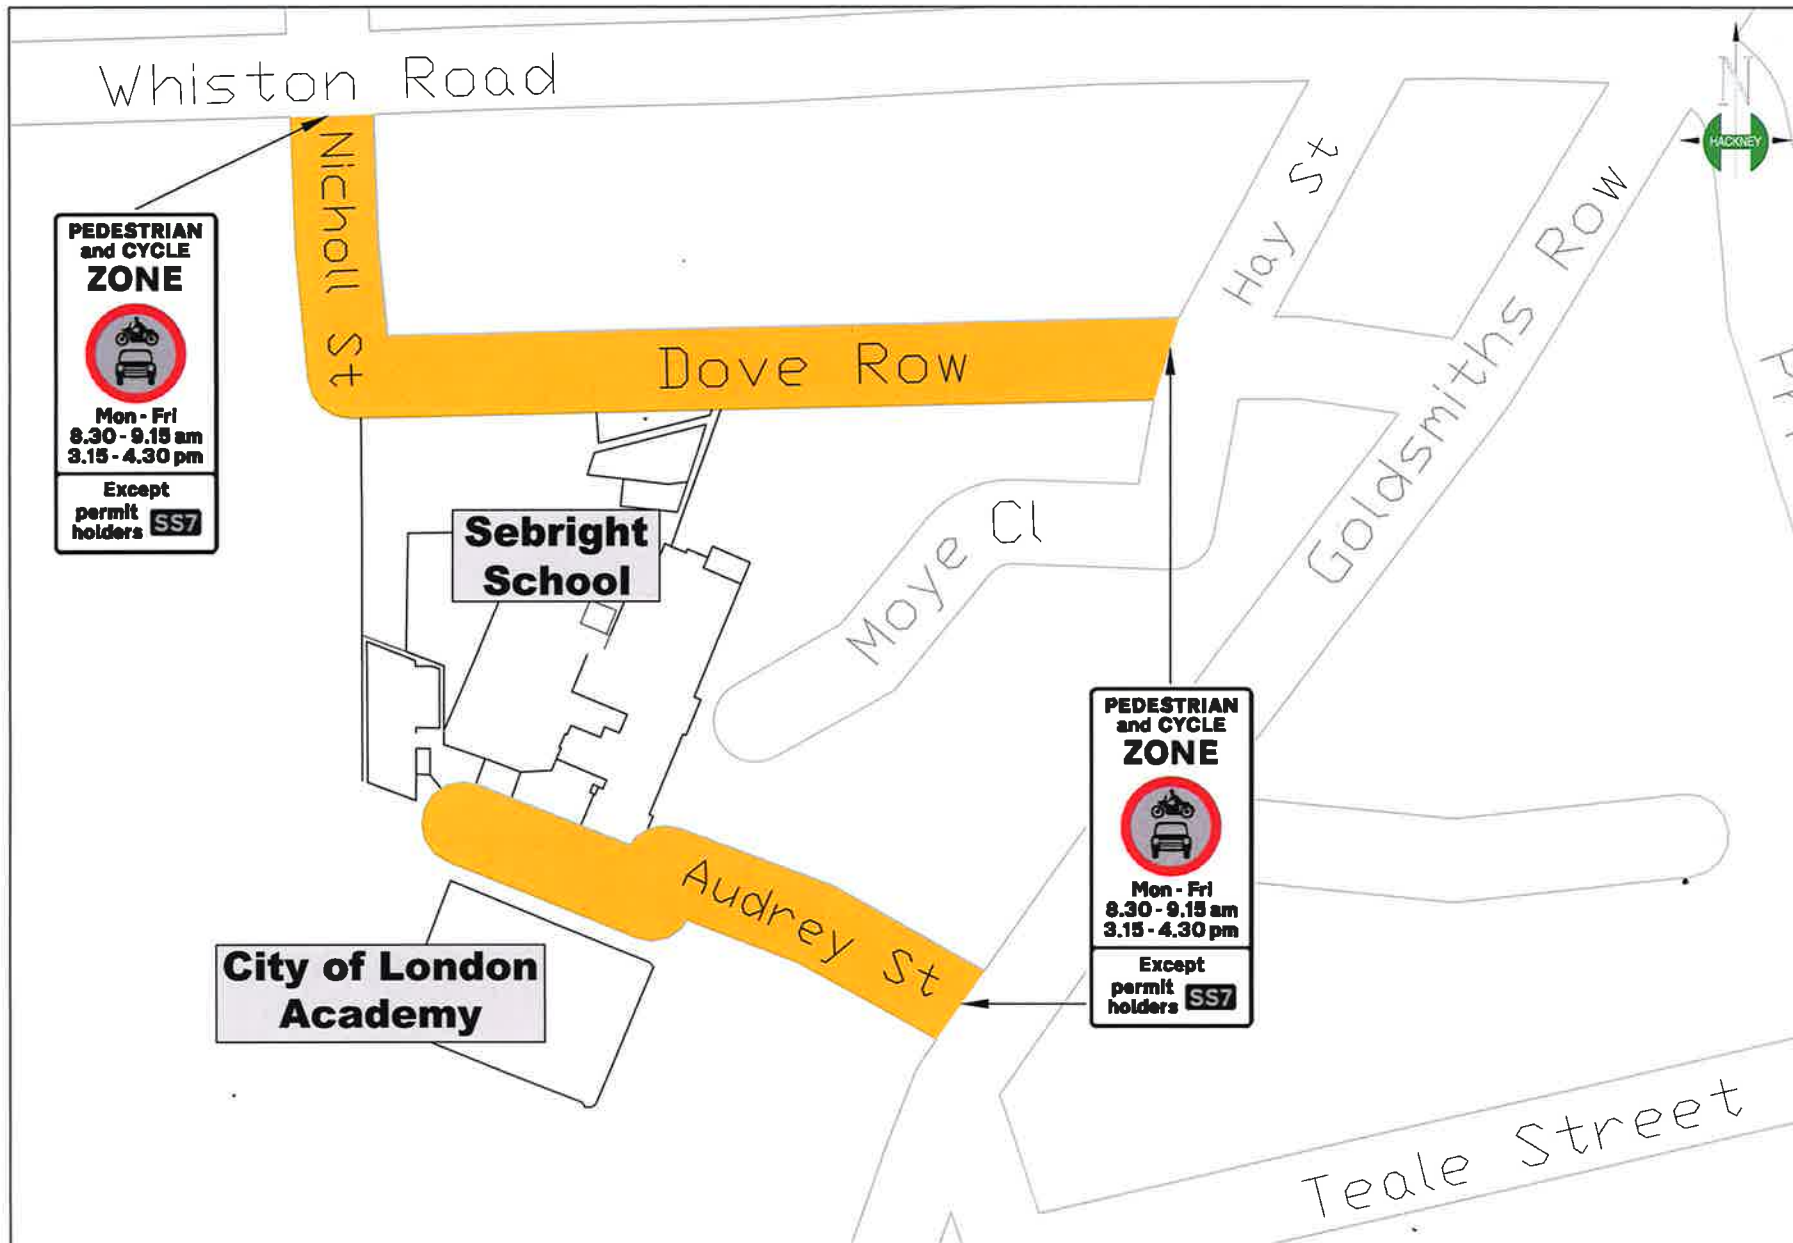 Whiston Road
N
HACKNEY
Nicholl St
Hay St
Goldsmiths Row
PEDESTRIAN
and CYCLE
ZONE
Mon - Fri
8.30 - 9.15 am
3.15 - 4.30 pm
Except
permit
holders SS7
Dove Row
Sebright
School
Moye Cl
PEDESTRIAN
and CYCLE
ZONE
Mon - Fri
8.30 - 9.15 am
3.15 - 4.30 pm
Except
permit
holders SS7
Audrey St
City of London
Academy
Teale Street